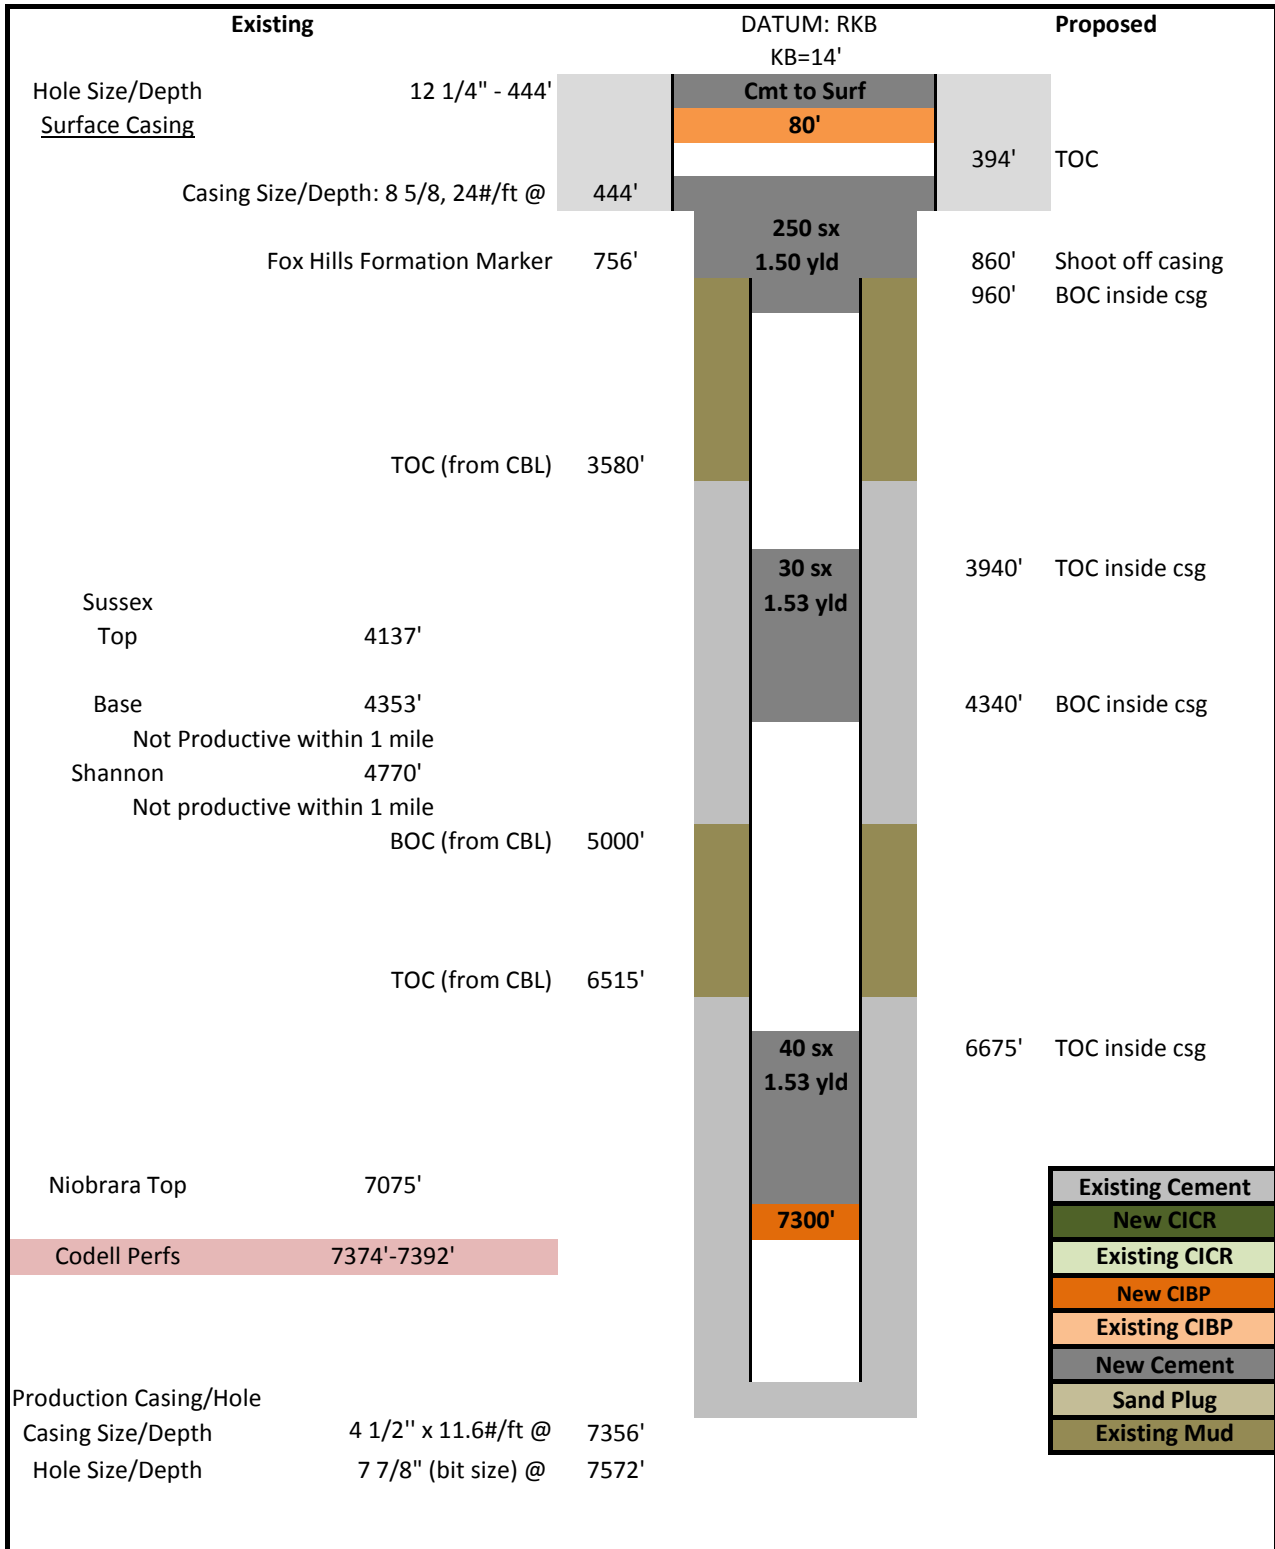 Existing DATUM: RKB Proposed
KB=14'
Hole Size/Depth 12 1/4" - 444' Cmt to Surf
Surface Casing 80'
394' TOC
Casing Size/Depth: 8 5/8, 24#/ft @ 444'
250 sx
Fox Hills Formation Marker 756' 1.50 yld 860' Shoot off casing
960' BOC inside csg
TOC (from CBL) 3580'
30 sx 3940' TOC inside csg
Sussex 1.53 yld
Top 4137'
Base 4353' 4340' BOC inside csg
Not Productive within 1 mile
Shannon 4770'
Not productive within 1 mile
BOC (from CBL) 5000'
TOC (from CBL) 6515'
40 sx 6675' TOC inside csg
1.53 yld
Niobrara Top 7075' Existing Cement
7300' New CICR
Codell Perfs 7374'-7392' Existing CICR
New CIBP
Existing CIBP
New Cement
Production Casing/Hole Sand Plug
Casing Size/Depth 4 1/2'' x 11.6#/ft @ 7356' Existing Mud
Hole Size/Depth 7 7/8" (bit size) @ 7572'